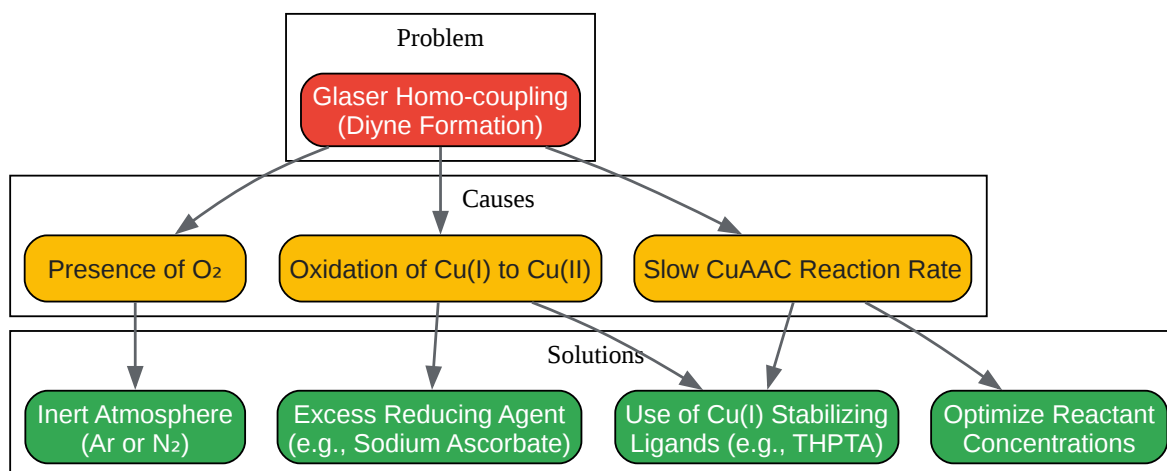 Problem
Glaser Homo-coupling
(Diyne Formation)
Causes
Presence of O₂
Oxidation of Cu(I) to Cu(II)
Slow CuAAC Reaction Rate
Solutions
Inert Atmosphere
(Ar or N₂)
Excess Reducing Agent
(e.g., Sodium Ascorbate)
Use of Cu(I) Stabilizing
Ligands (e.g., THPTA)
Optimize Reactant
Concentrations